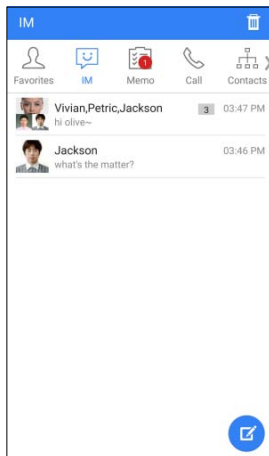 IM
Favorites IM Memo 1 Call Contacts
Vivian,Petric,Jackson 3 03:47 PM
hi olive~
Jackson 03:46 PM
what's the matter?